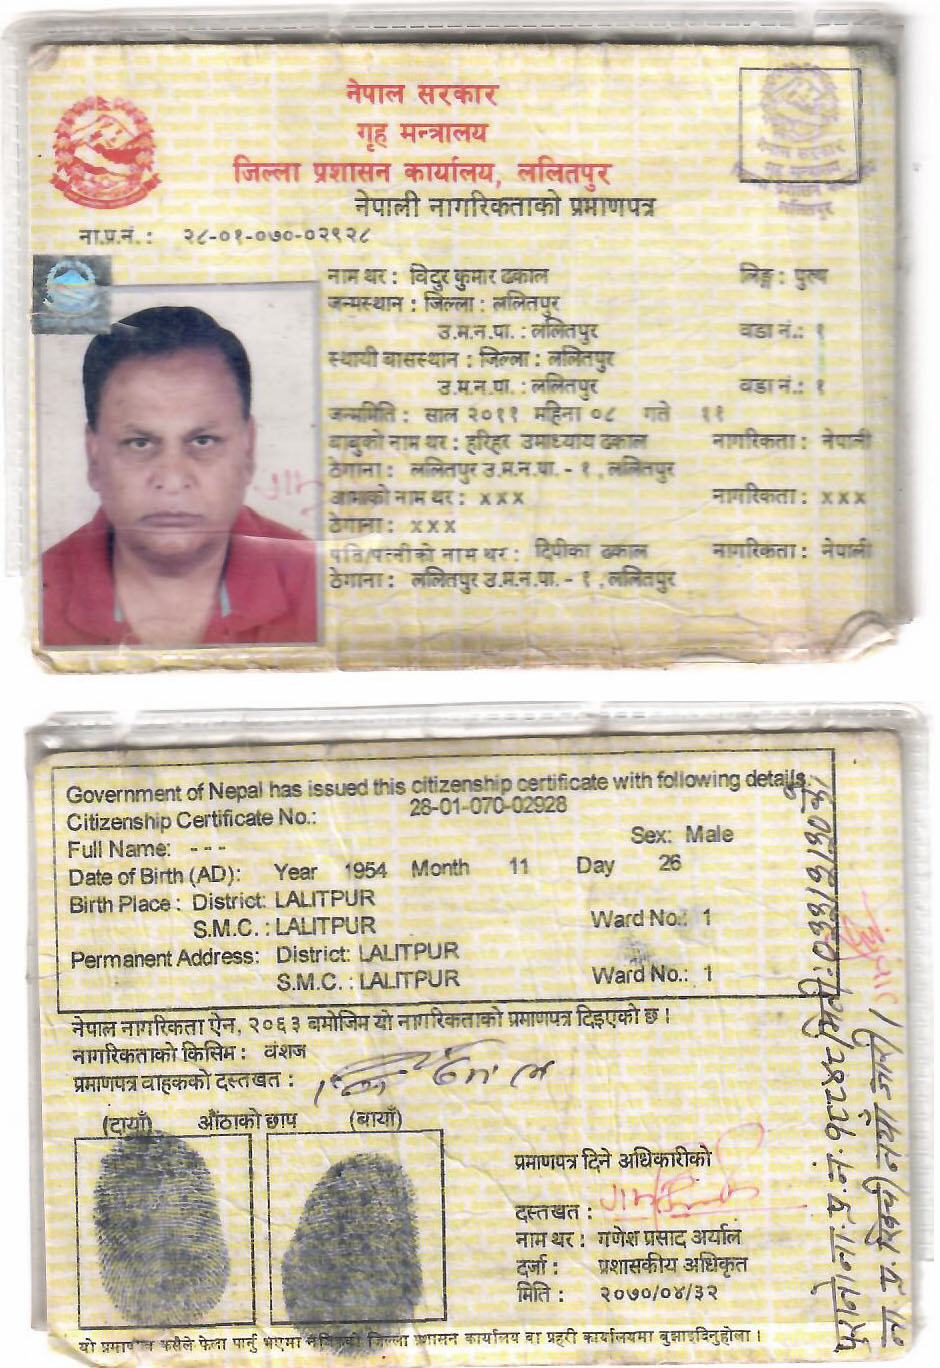 नेपाल सरकार
गृह मन्त्रालय
जिल्ला प्रशासन कार्यालय, ललितपुर
नेपाली नागरिकताको प्रमाणपत्र
ना.प्र.नं. : २८-०१-०७०-०२९२८
नाम थर : विदुर कुमार ढकाल लिङ्ग : पुरुष
जन्मस्थान : जिल्ला : ललितपुर
उ.म.न.पा. : ललितपुर वडा नं.: १
स्थायी बासस्थान : जिल्ला : ललितपुर
उ.म.न.पा. : ललितपुर वडा नं.: १
जन्ममिति : साल २०११ महिना ०८ गते ११
बाबुको नाम थर : हरिहर उमाध्याय ढकाल नागरिकता : नेपाली
ठेगाना : ललितपुर उ.म.न.पा. - १ , ललितपुर
आमाको नाम थर : xxx नागरिकता : xxx
ठेगाना : xxx
पति/पत्नीको नाम थर : दिपिका ढकाल नागरिकता : नेपाली
ठेगाना : ललितपुर उ.म.न.पा. - १ , ललितपुर
नेपाल सरकार
गृह मन्त्रालय
ललितपुर
Government of Nepal has issued this citizenship certificate with following details.
Citizenship Certificate No.: 28-01-070-02928
Full Name: - - - Sex: Male
Date of Birth (AD): Year 1954 Month 11 Day 26
Birth Place : District: LALITPUR
S.M.C. : LALITPUR Ward No.: 1
Permanent Address: District: LALITPUR
S.M.C. : LALITPUR Ward No.: 1
नेपाल नागरिकता ऐन, २०६३ बमोजिम यो नागरिकताको प्रमाणपत्र दिइएको छ ।
नागरिकताको किसिम : वंशज
प्रमाणपत्र वाहकको दस्तखत :
(दायाँ) औंठाको छाप (बायाँ)
प्रमाणपत्र दिने अधिकारीको
दस्तखत :
नाम थर : गणेश प्रसाद अर्याल
दर्जा : प्रशासकीय अधिकृत
मिति : २०७०/०४/३२
यो प्रमाण कसैले फेला पार्नु भएमा जिल्ला प्रशासन कार्यालय वा प्रहरी कार्यालयमा बुझाइदिनुहोला ।